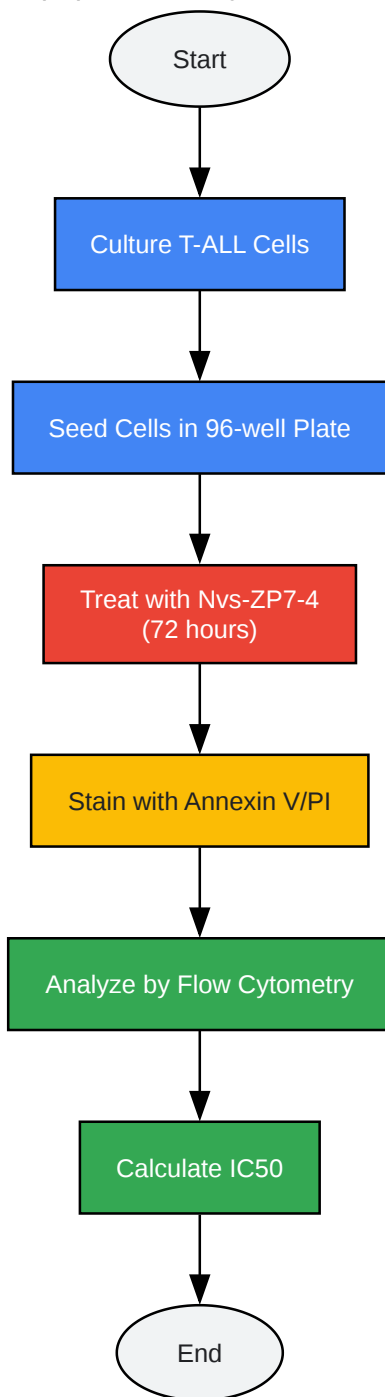 Start
Culture T-ALL Cells
Seed Cells in 96-well Plate
Treat with Nvs-ZP7-4
(72 hours)
Stain with Annexin V/PI
Analyze by Flow Cytometry
Calculate IC50
End